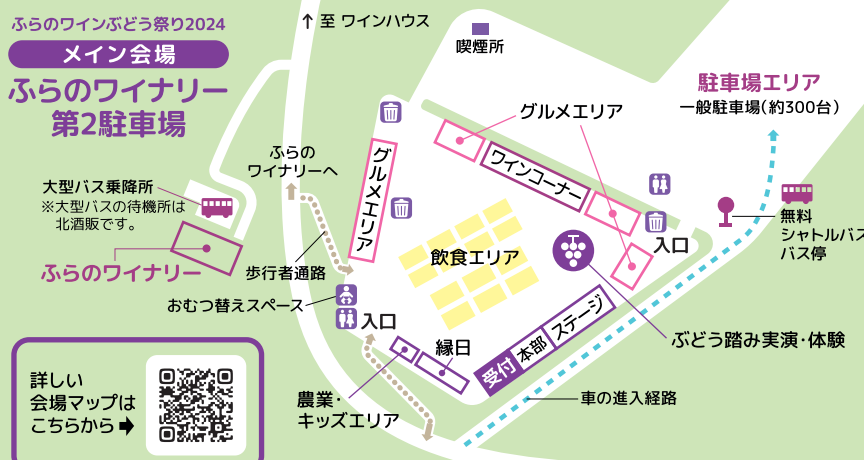 ふらのワインぶどう祭り2024
メイン会場
ふらのワイナリー
第2駐車場
↑ 至 ワインハウス
喫煙所
駐車場エリア
一般駐車場(約300台)
グルメエリア
ワインコーナー
グルメエリア
ふらの
ワイナリーへ
大型バス乗降所
※大型バスの待機所は
北酒販です。
ふらのワイナリー
歩行者通路
おむつ替えスペース
入口
飲食エリア
入口
無料
シャトルバス
バス停
ぶどう踏み実演・体験
受付 本部 ステージ
縁日
農業・
キッズエリア
車の進入経路
詳しい
会場マップは
こちらから➡